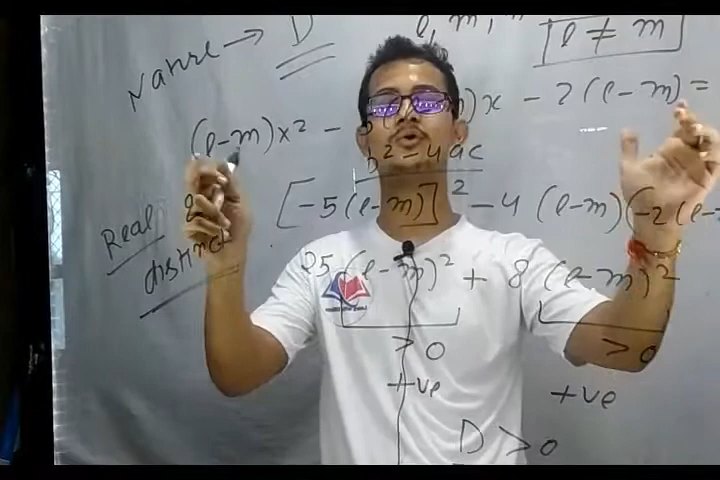 Nature → D l, m,
l ≠ m
(l-m)x² - 5( m)x - 2(l-m) =
b² - 4ac
Real &
distinct
[-5(l-m)]² - 4(l-m)(-2(l-
25(l-m)² + 8(l-m)²
> 0 > 0
+ve +ve
D > 0